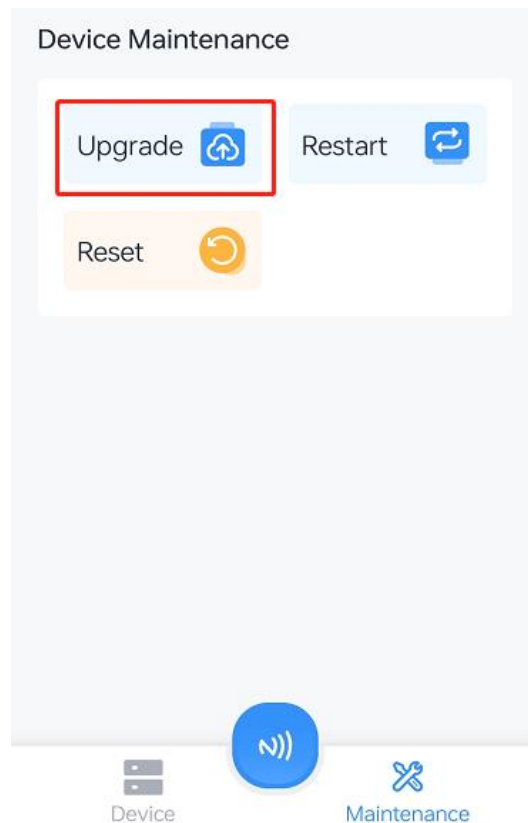 Device Maintenance
Upgrade
Restart
Reset
Device
Maintenance